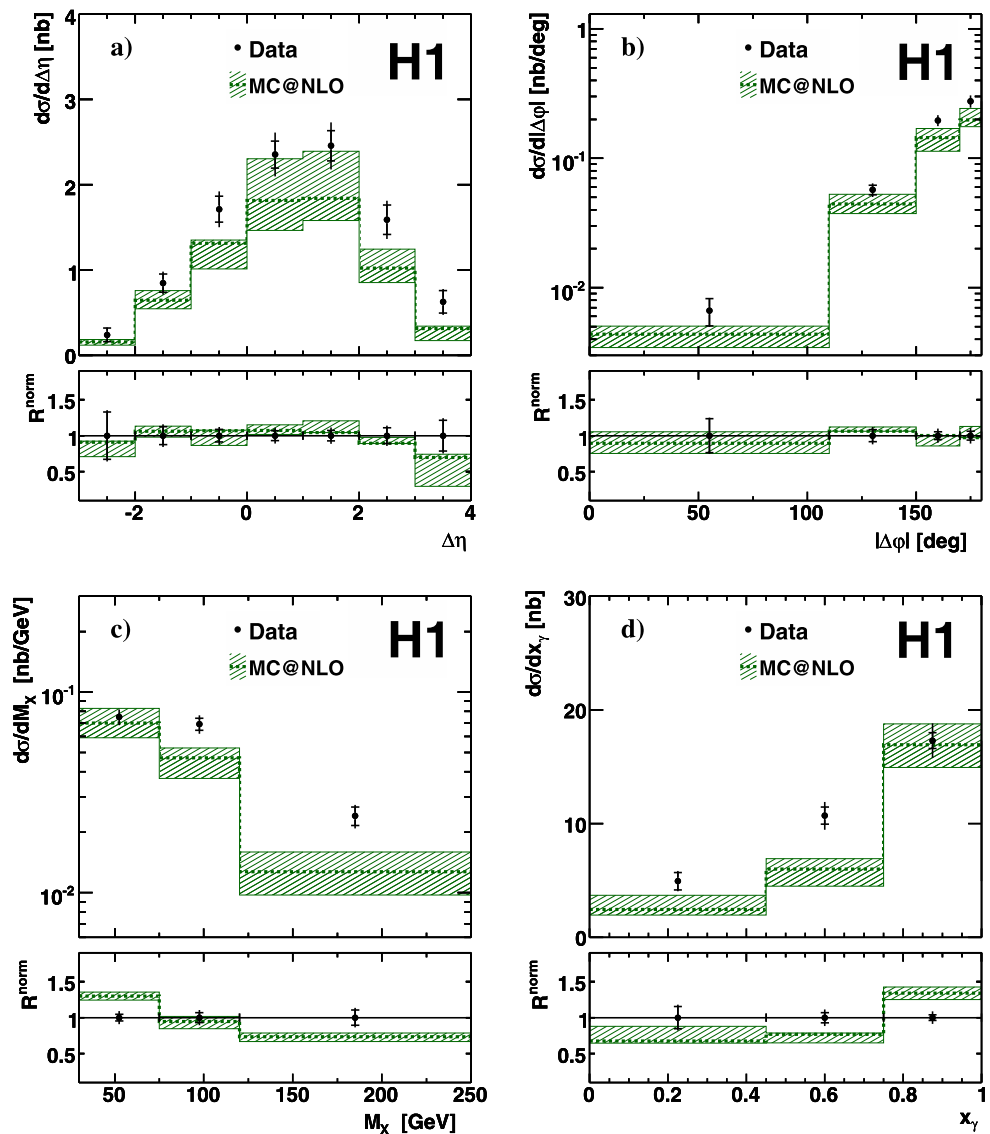 dσ/dΔη [nb]
a)
Data
MC@NLO
H1
4
3
2
1
0
R^norm
1.5
1
0.5
-2
0
2
4
Δη
dσ/d|Δφ| [nb/deg]
b)
Data
MC@NLO
H1
1
10^-1
10^-2
R^norm
1.5
1
0.5
0
50
100
150
|Δφ| [deg]
dσ/dM_X [nb/GeV]
c)
Data
MC@NLO
H1
10^-1
10^-2
R^norm
1.5
1
0.5
50
100
150
200
250
M_X [GeV]
dσ/dx_γ [nb]
d)
Data
MC@NLO
H1
30
20
10
0
R^norm
1.5
1
0.5
0
0.2
0.4
0.6
0.8
1
x_γ